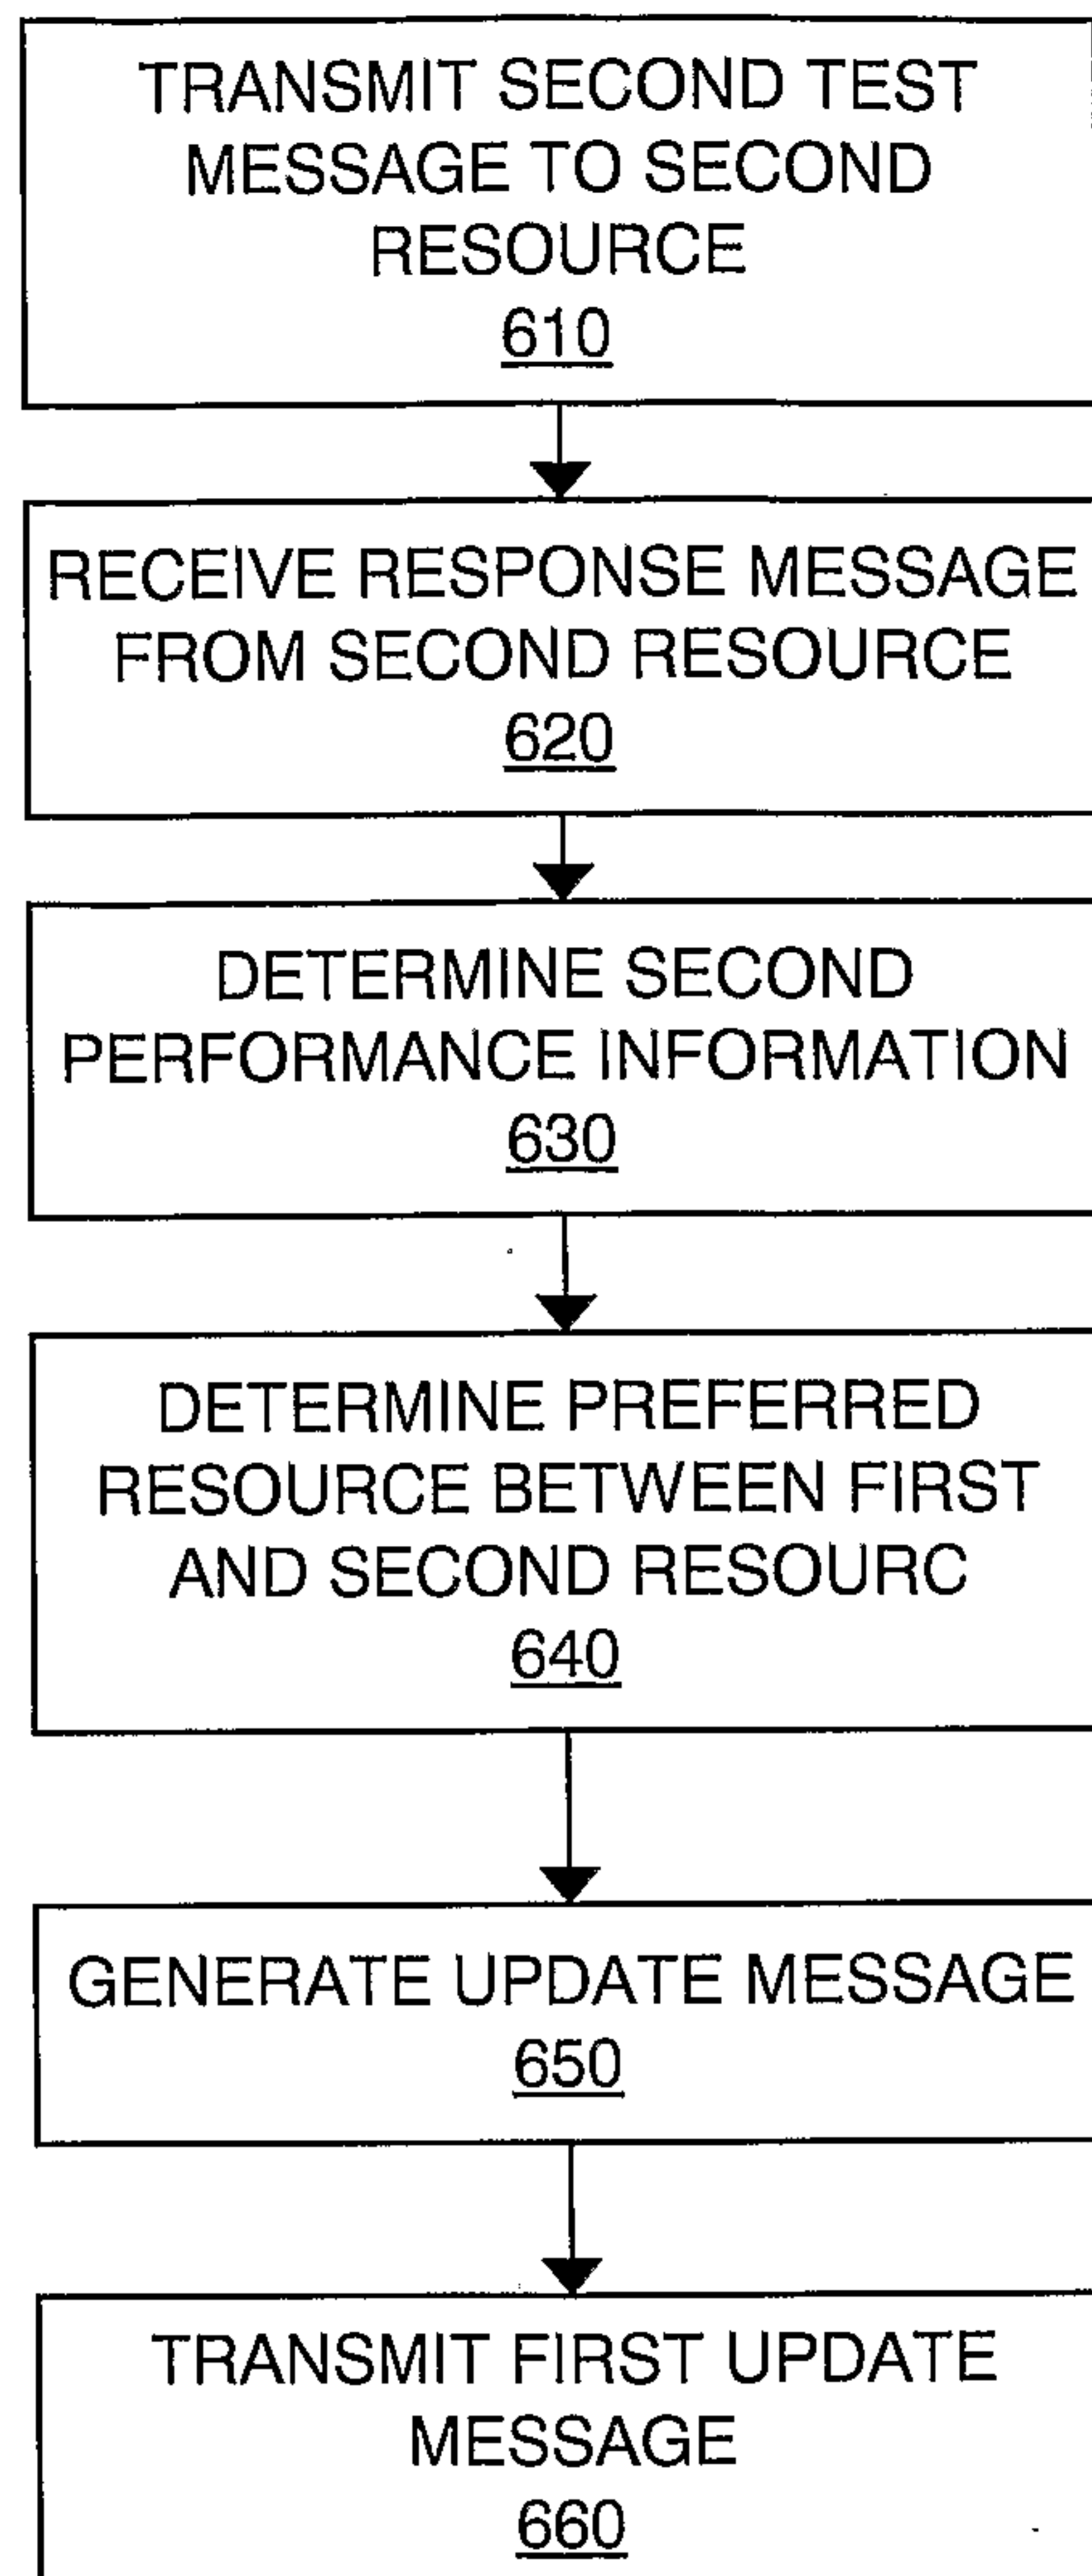 TRANSMIT SECOND TEST
MESSAGE TO SECOND
RESOURCE
610
RECEIVE RESPONSE MESSAGE
FROM SECOND RESOURCE
620
DETERMINE SECOND
PERFORMANCE INFORMATION
630
DETERMINE PREFERRED
RESOURCE BETWEEN FIRST
AND SECOND RESOURC
640
GENERATE UPDATE MESSAGE
650
TRANSMIT FIRST UPDATE
MESSAGE
660